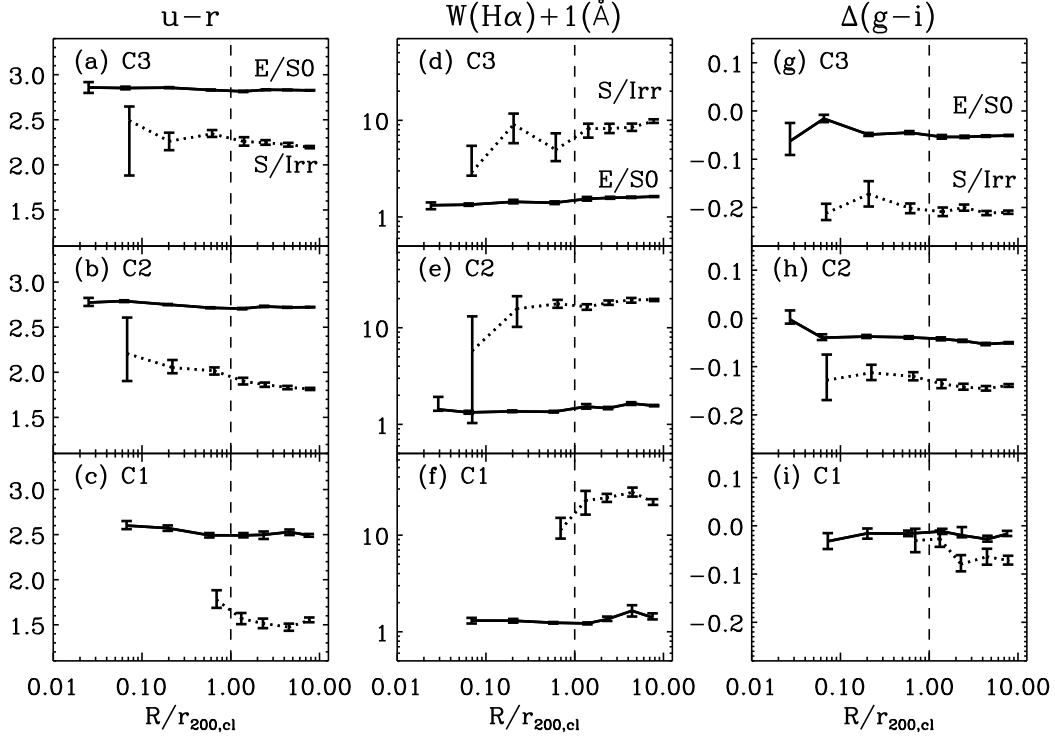 u−r W(Hα)+1(Å) Δ(g−i)
(a) C3
E/S0
S/Irr
3.0
2.5
2.0
1.5
(d) C3
S/Irr
E/S0
10
1
(g) C3
E/S0
S/Irr
0.1
0.0
−0.1
−0.2
(b) C2
3.0
2.5
2.0
1.5
(e) C2
10
1
(h) C2
0.1
0.0
−0.1
−0.2
(c) C1
3.0
2.5
2.0
1.5
(f) C1
10
1
(i) C1
0.1
0.0
−0.1
−0.2
0.01 0.10 1.00 10.00 0.10 1.00 10.00 0.10 1.00 10.00
R/r200,cl R/r200,cl R/r200,cl